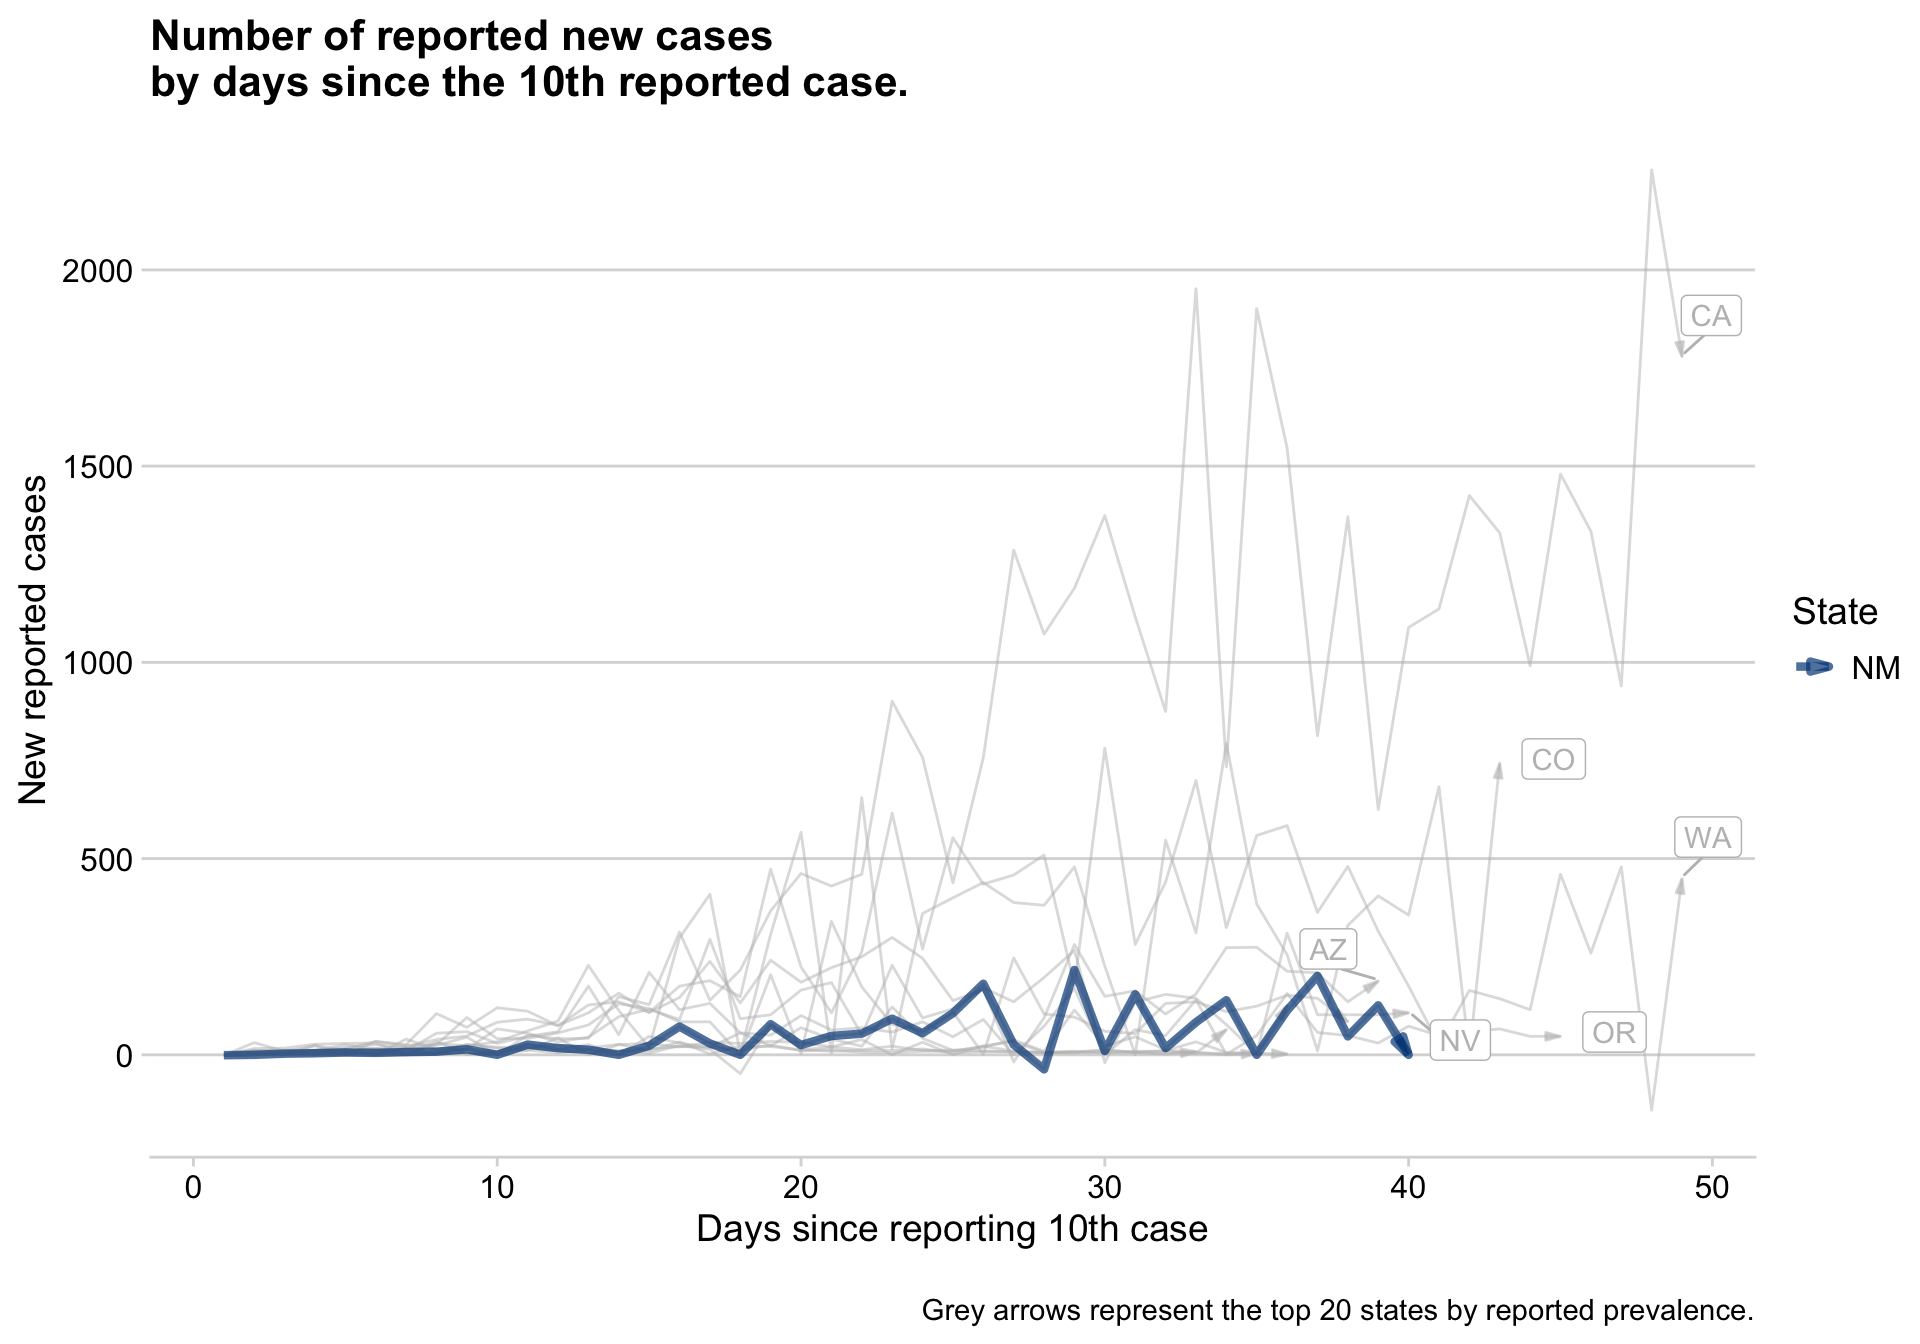 Number of reported new cases
by days since the 10th reported case.
2000
1500
1000
500
0
New reported cases
CA
CO
WA
AZ
NV
OR
State
NM
0 10 20 30 40 50
Days since reporting 10th case
Grey arrows represent the top 20 states by reported prevalence.